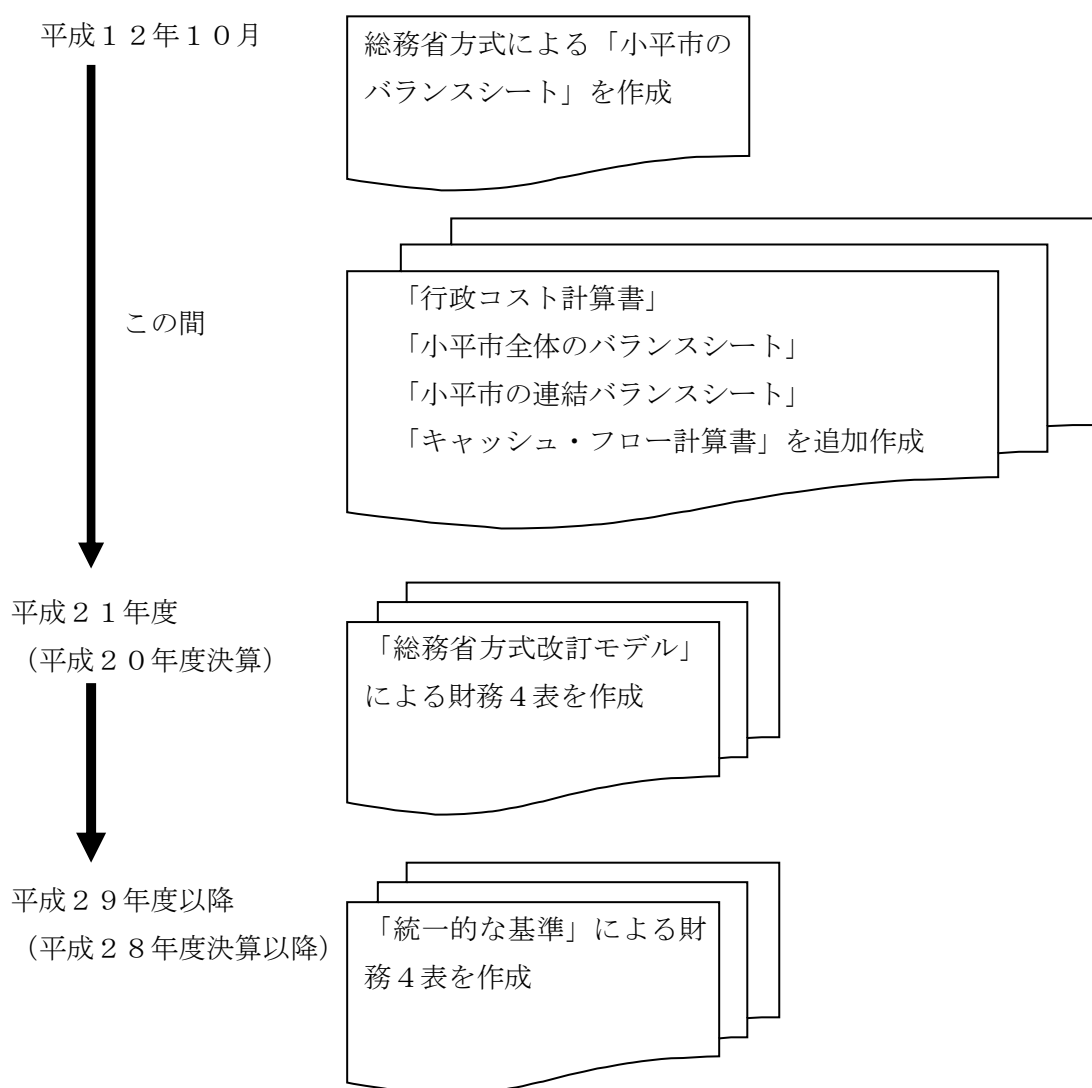 平成１２年１０月
総務省方式による「小平市の
バランスシート」を作成
この間
「行政コスト計算書」
「小平市全体のバランスシート」
「小平市の連結バランスシート」
「キャッシュ・フロー計算書」を追加作成
平成２１年度
（平成２０年度決算）
「総務省方式改訂モデル」
による財務４表を作成
平成２９年度以降
（平成２８年度決算以降）
「統一的な基準」による財
務４表を作成